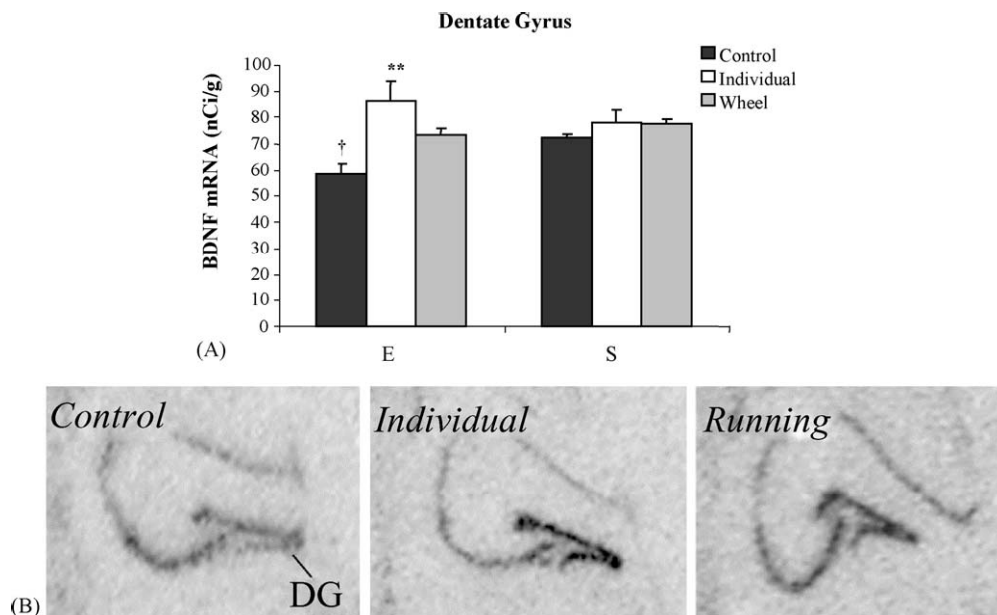 Dentate Gyrus
BDNF mRNA (nCi/g)
100
90
80
70
60
50
40
30
20
10
0
†
**
Control
Individual
Wheel
E
S
(A)
Control
Individual
Running
DG
(B)